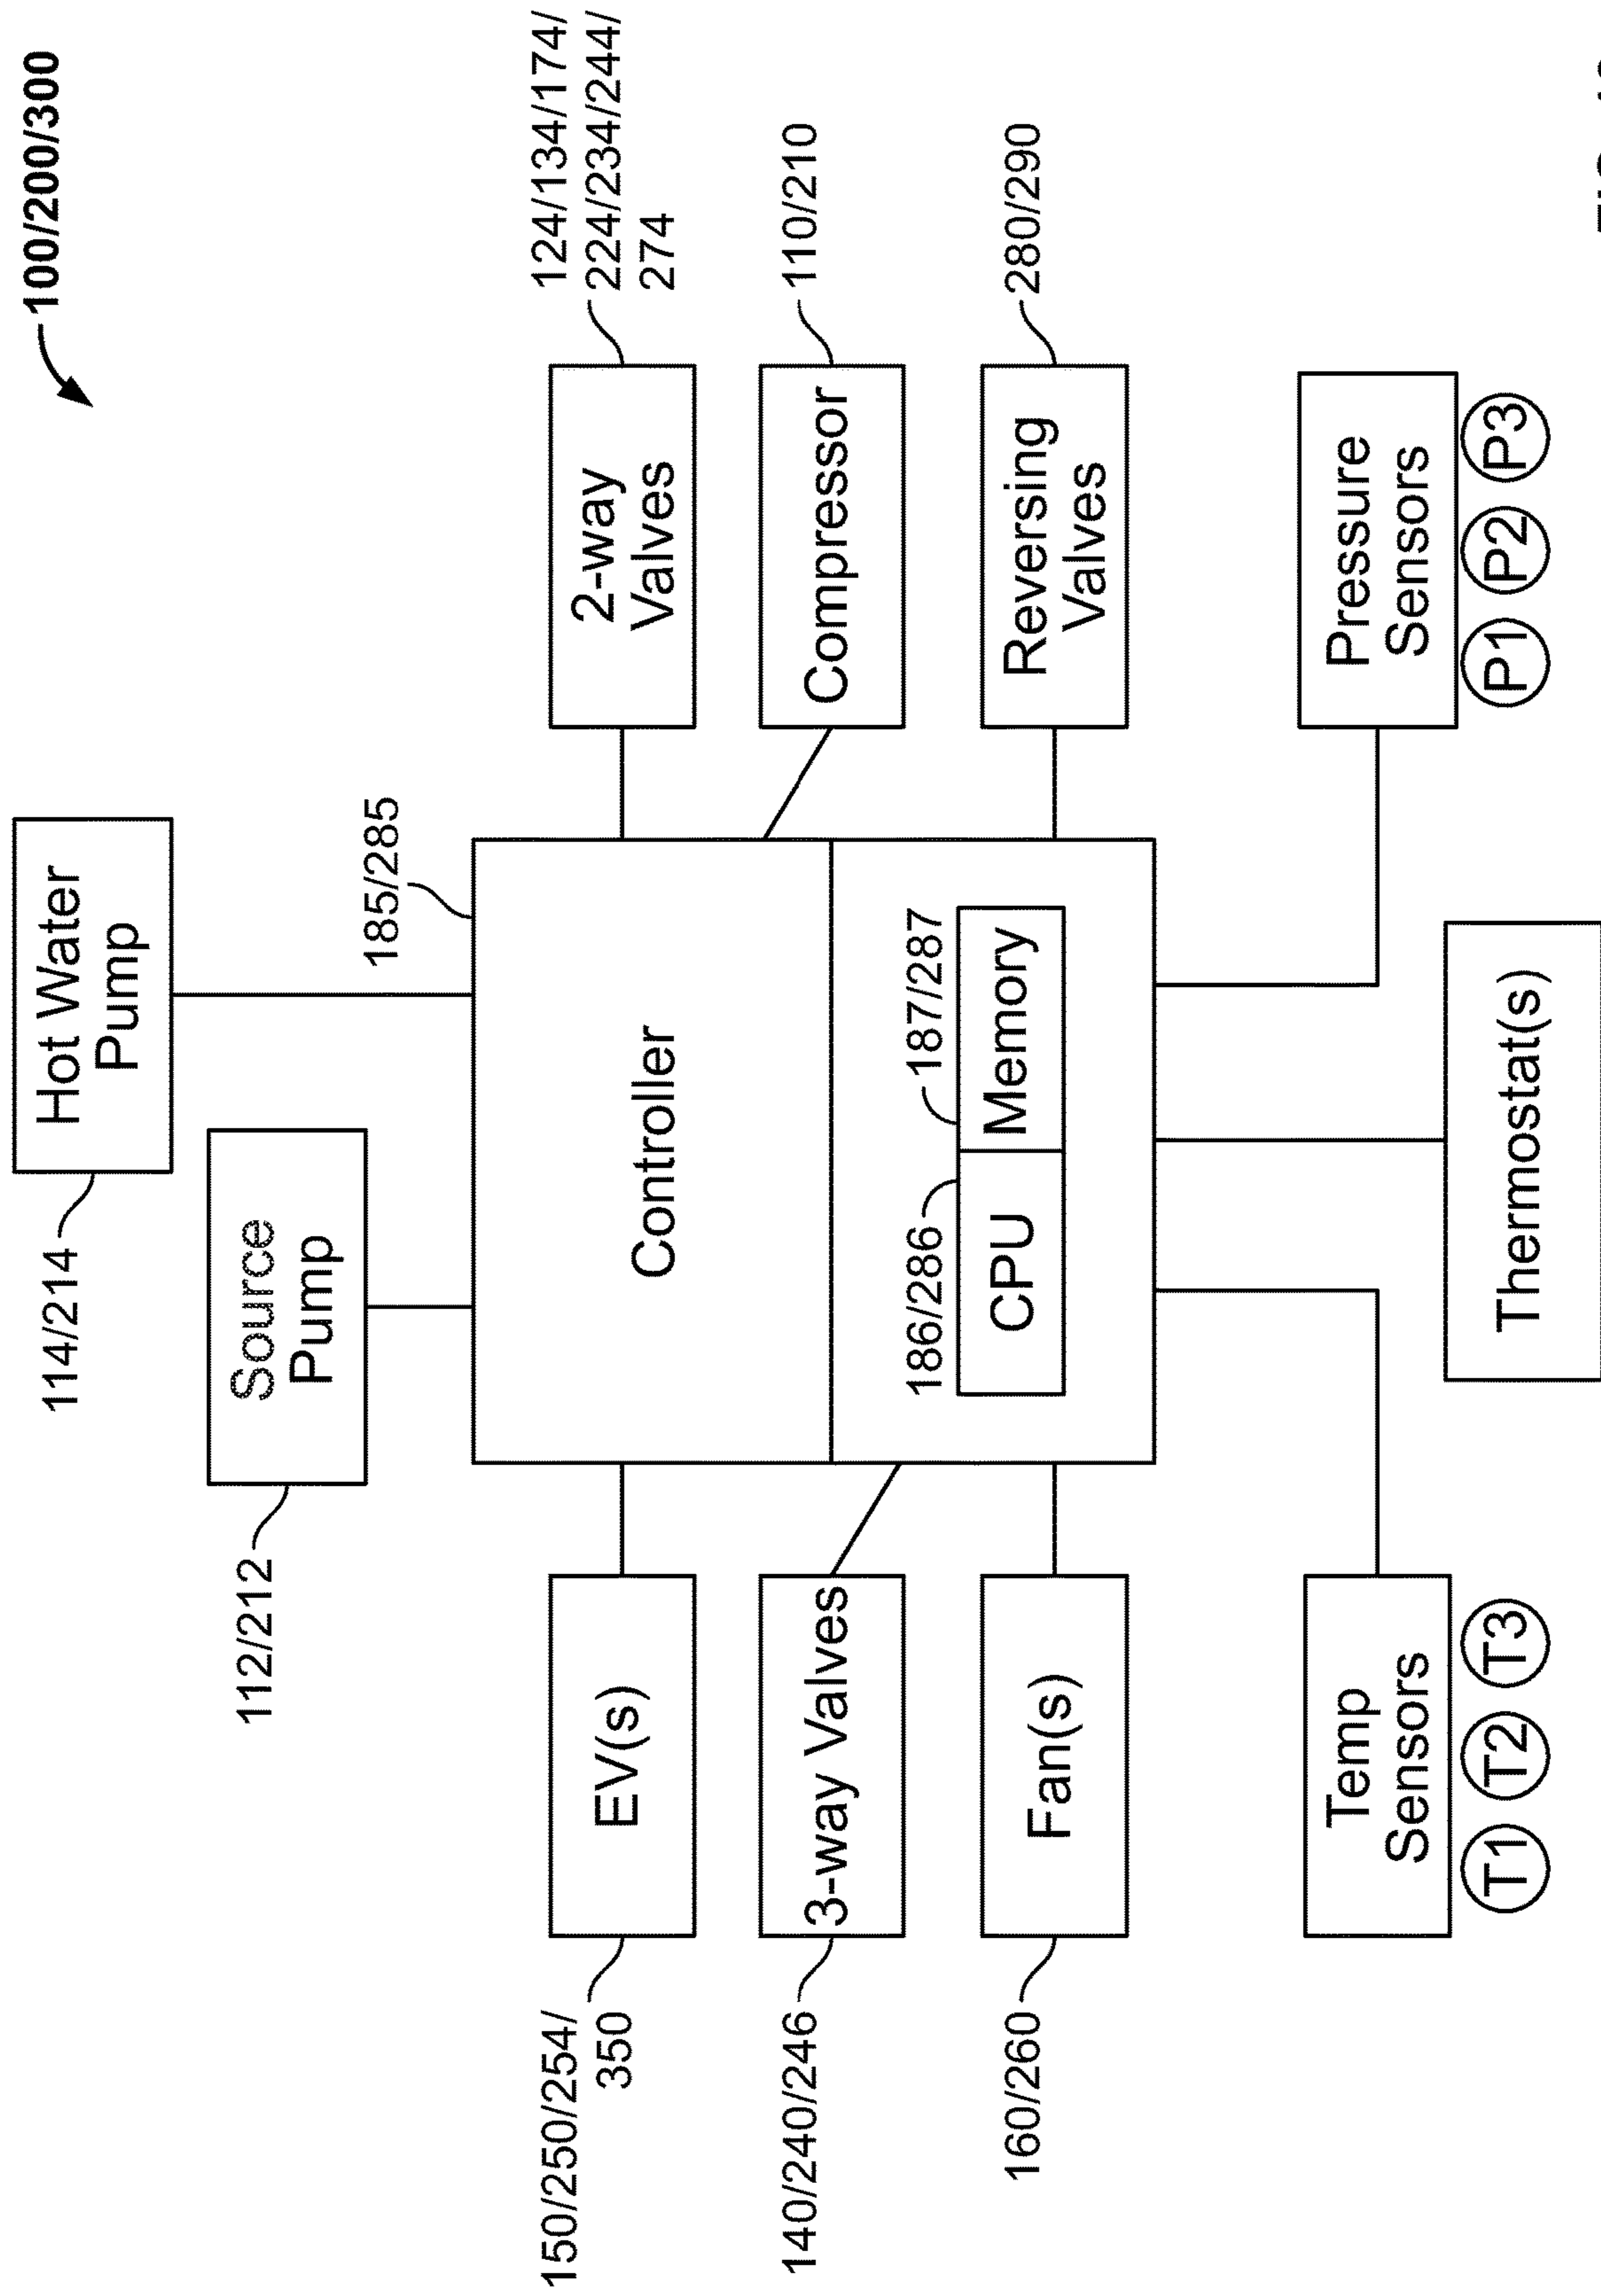 100/200/300
Hot Water
Pump
114/214
Source
Pump
112/212
185/285
Controller
186/286
187/287
CPU
Memory
EV(s)
150/250/254/
350
3-way Valves
140/240/246
Fan(s)
160/260
Temp
Sensors
T1
T2
T3
2-way
Valves
124/134/174/
224/234/244/
274
Compressor
110/210
Reversing
Valves
280/290
Pressure
Sensors
P1
P2
P3
Thermostat(s)